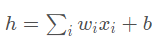 h = ∑ᵢ wᵢxᵢ + b